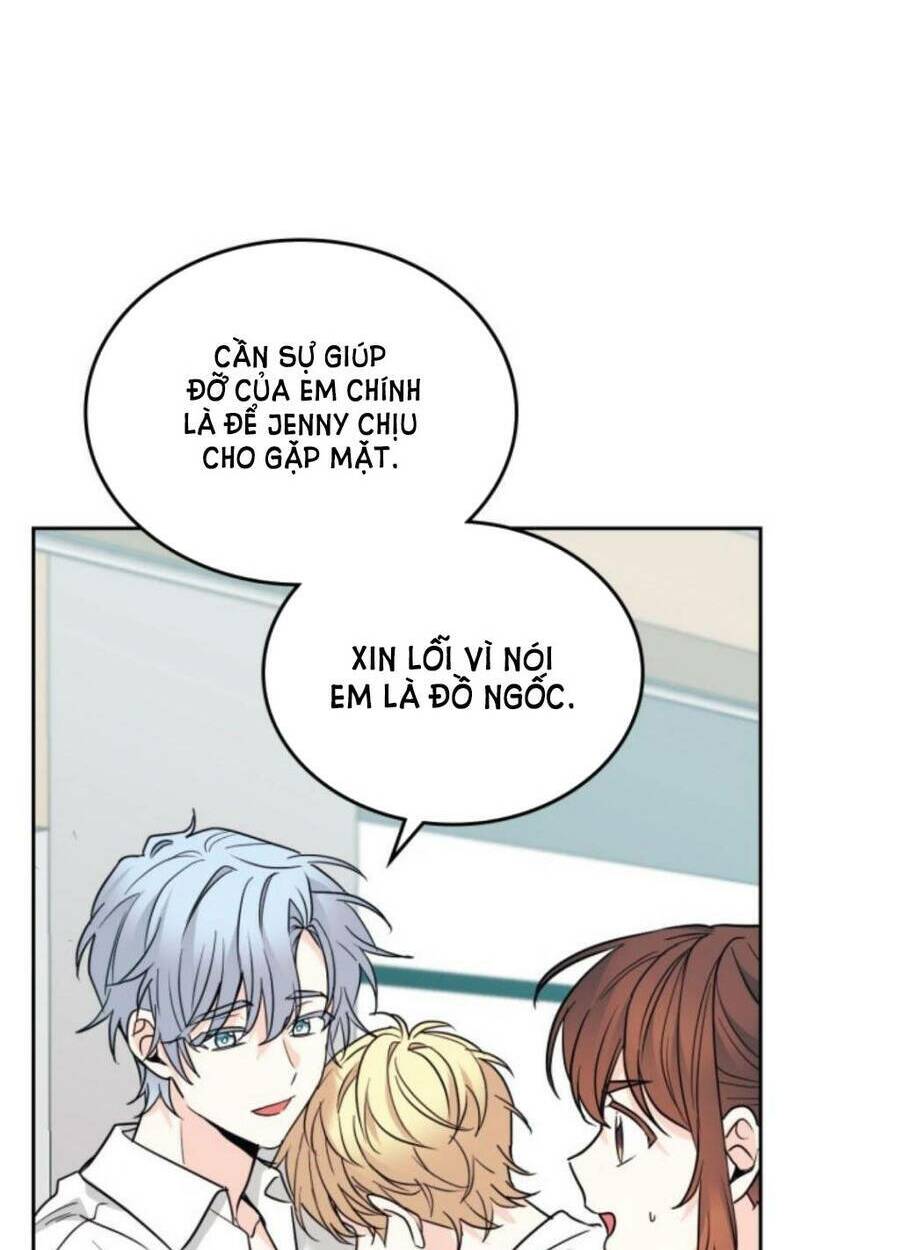 CẦN SỰ GIÚP
ĐỠ CỦA EM CHÍNH
LÀ ĐỂ JENNY CHỊU
CHO GẶP MẶT.
XIN LỖI VÌ NÓI
EM LÀ ĐỒ NGỐC.